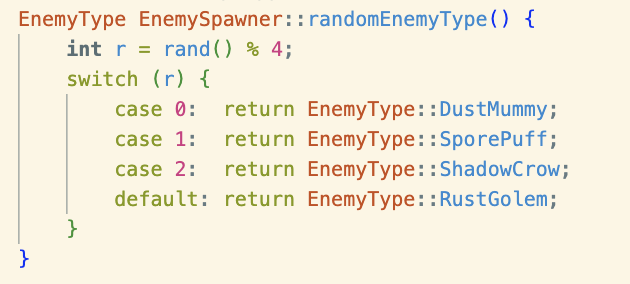 EnemyType EnemySpawner::randomEnemyType() {
    int r = rand() % 4;
    switch (r) {
        case 0:  return EnemyType::DustMummy;
        case 1:  return EnemyType::SporePuff;
        case 2:  return EnemyType::ShadowCrow;
        default: return EnemyType::RustGolem;
    }
}